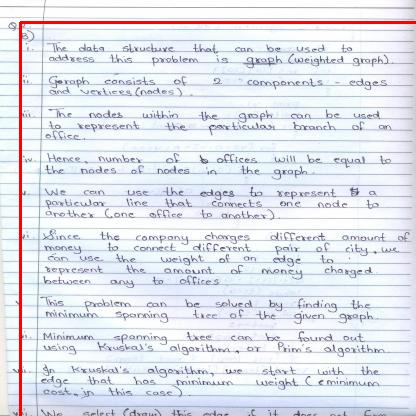 Q
3)
i. The data structure that can be used to
address this problem is graph (weighted graph).
ii. Graph consists of 2 components - edges
and vertices (nodes).
iii. The nodes within the graph can be used
to represent the particular branch of an
office.
iv. Hence, number of offices will be equal to
the nodes of nodes in the graph.
v. We can use the edges to represent a
particular line that connects one node to
another (one office to another).
vi. Since the company charges different amount of
money to connect different pair of city, we
can use the weight of an edge to
represent the amount of money charged
between any to offices.
This problem can be solved by finding the
minimum spanning tree of the given graph.
Minimum spanning tree can be found out
using Kruskal's algorithm, or Prim's algorithm.
In Kruskal's algorithm, we start with the
edge that has minimum weight (minimum
cost, in this case).
We select (draw) this edge if it does not form